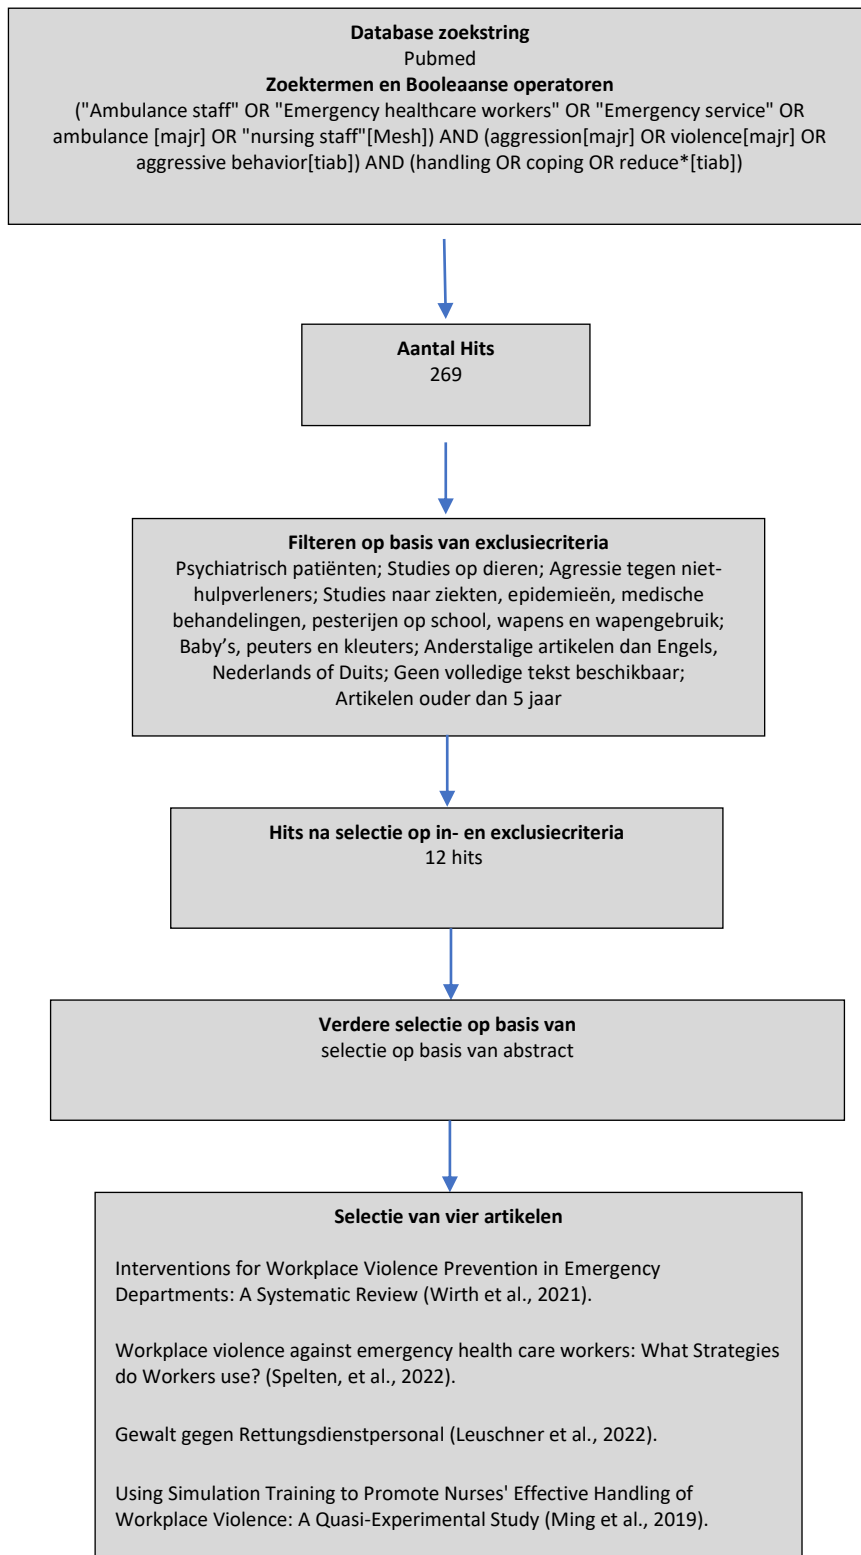 Database zoekstring
Pubmed
Zoektermen en Booleaanse operatoren
("Ambulance staff" OR "Emergency healthcare workers" OR "Emergency service" OR
ambulance [majr] OR "nursing staff"[Mesh]) AND (aggression[majr] OR violence[majr] OR
aggressive behavior[tiab]) AND (handling OR coping OR reduce*[tiab])
Aantal Hits
269
Filteren op basis van exclusiecriteria
Psychiatrisch patiënten; Studies op dieren; Agressie tegen niet-
hulpverleners; Studies naar ziekten, epidemieën, medische
behandelingen, pesterijen op school, wapens en wapengebruik;
Baby’s, peuters en kleuters; Anderstalige artikelen dan Engels,
Nederlands of Duits; Geen volledige tekst beschikbaar;
Artikelen ouder dan 5 jaar
Hits na selectie op in- en exclusiecriteria
12 hits
Verdere selectie op basis van
selectie op basis van abstract
Selectie van vier artikelen
Interventions for Workplace Violence Prevention in Emergency
Departments: A Systematic Review (Wirth et al., 2021).
Workplace violence against emergency health care workers: What Strategies
do Workers use? (Spelten, et al., 2022).
Gewalt gegen Rettungsdienstpersonal (Leuschner et al., 2022).
Using Simulation Training to Promote Nurses' Effective Handling of
Workplace Violence: A Quasi-Experimental Study (Ming et al., 2019).